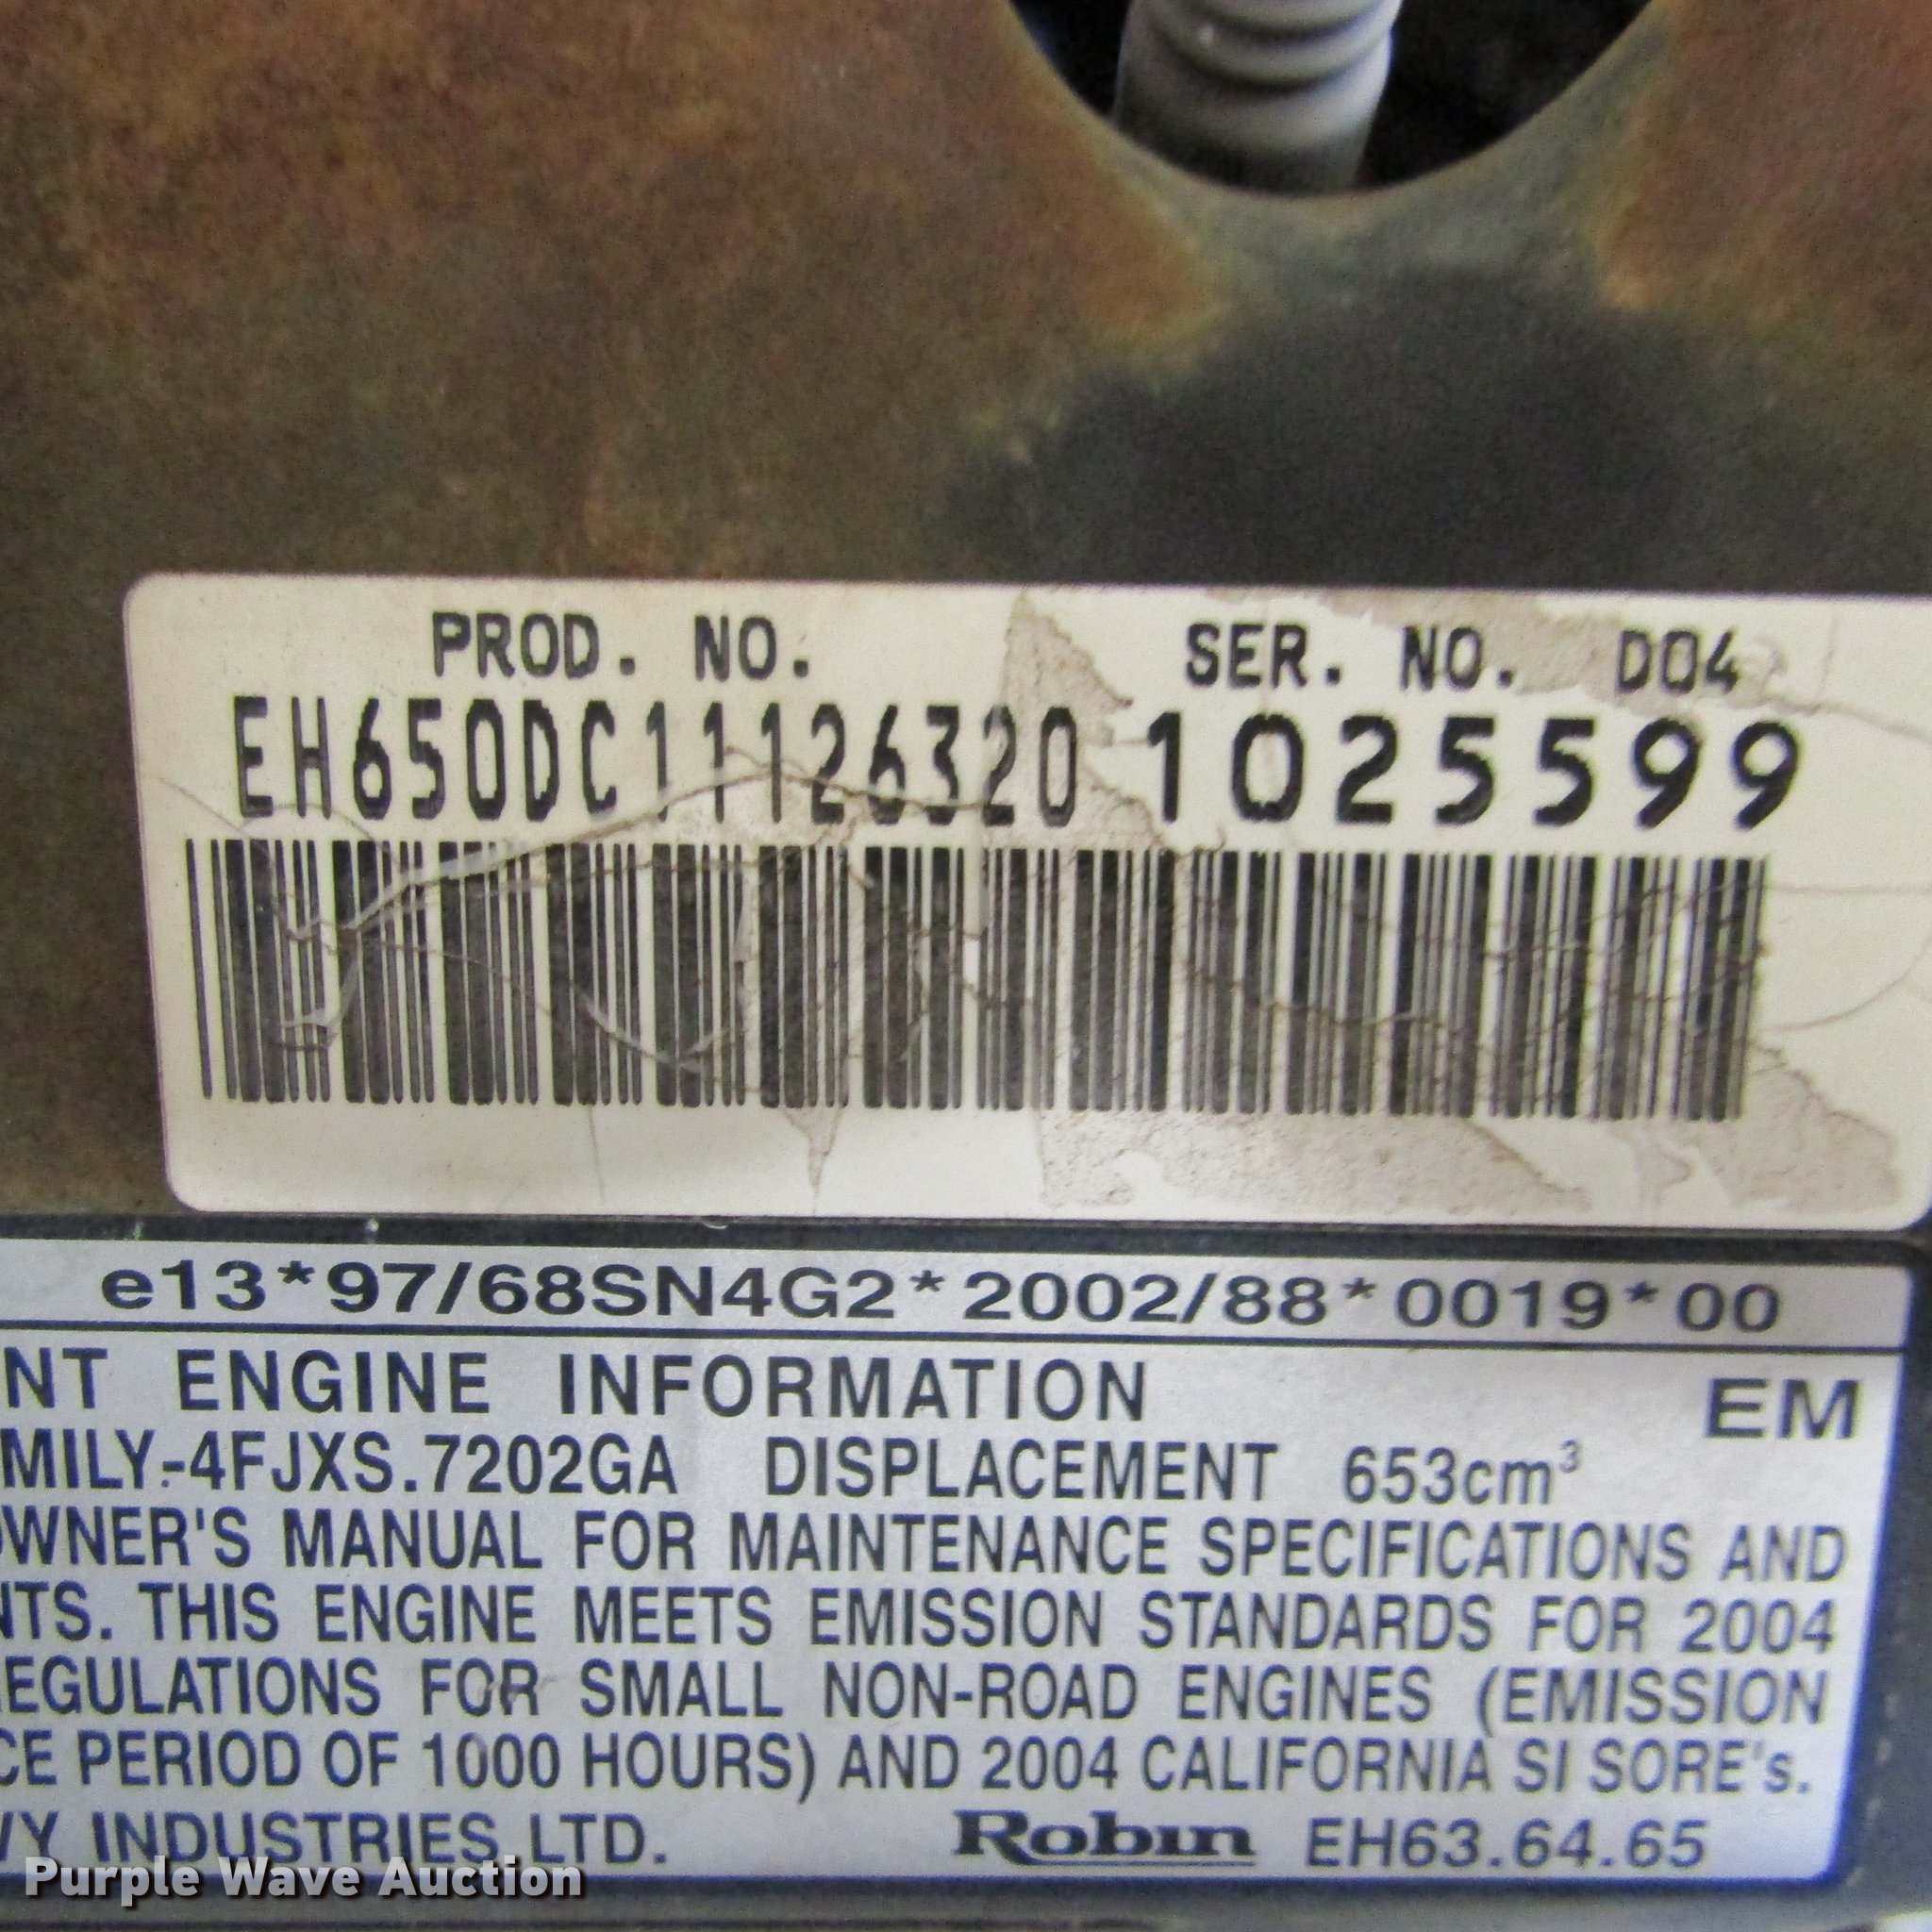 PROD. NO. SER. NO. D04
EH650DC11126320 1025599
e13*97/68SN4G2*2002/88*0019*00
NT ENGINE INFORMATION EM
MILY-4FJXS.7202GA DISPLACEMENT 653cm³
OWNER'S MANUAL FOR MAINTENANCE SPECIFICATIONS AND
NTS. THIS ENGINE MEETS EMISSION STANDARDS FOR 2004
EGULATIONS FOR SMALL NON-ROAD ENGINES (EMISSION
CE PERIOD OF 1000 HOURS) AND 2004 CALIFORNIA SI SORE's.
VY INDUSTRIES LTD. Robin EH63.64.65
Purple Wave Auction